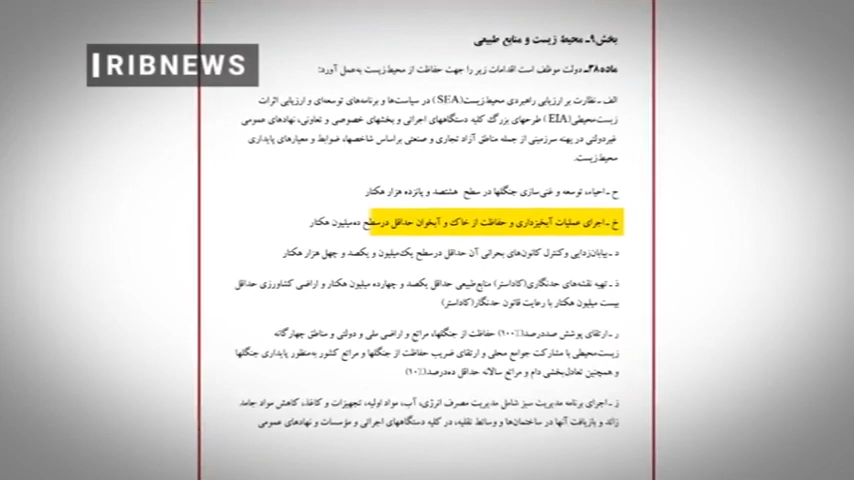 IRIBNEWS
بخش۹ـ محیط زیست و منابع طبیعی
ماده۳۸ـ دولت موظف است اقدامات زیر را جهت حفاظت از محیط‌زیست به‌عمل آورد:
الف ـ نظارت بر ارزیابی راهبردی محیط‌زیست(SEA) در سیاست‌ها و برنامه‌های توسعه‌ای و ارزیابی اثرات
زیست‌محیطی(EIA) طرحهای بزرگ کلیه دستگاههای اجرائی و بخشهای خصوصی و تعاونی، نهادهای عمومی
غیردولتی در پهنه سرزمینی از جمله مناطق آزاد تجاری و صنعتی براساس شاخصها، ضوابط و معیارهای پایداری
محیط‌زیست.
ح ـ احیاء، توسعه و غنی‌سازی جنگلها در سطح هشتصد و پانزده هزار هکتار
خ ـ اجرای عملیات آبخیزداری و حفاظت از خاک و آبخوان حداقل درسطح ده‌میلیون هکتار
د ـ بیابان‌زدایی وکنترل کانون‌های بحرانی آن حداقل درسطح یک‌میلیون و یکصد و چهل هزار هکتار
ذ ـ تهیه نقشه‌های حدنگاری(کاداستر) منابع‌طبیعی حداقل یکصد و چهارده میلیون هکتار و اراضی کشاورزی حداقل
بیست میلیون هکتار با رعایت قانون حدنگار(کاداستر)
ر ـ ارتقای پوشش صددرصد(۱۰۰٪) حفاظت از جنگلها، مراتع و اراضی ملی و دولتی و مناطق چهارگانه
زیست‌محیطی با مشارکت جوامع محلی و ارتقای ضریب حفاظت از جنگلها و مراتع کشور به‌منظور پایداری جنگلها
و همچنین تعادل‌بخشی دام و مراتع سالانه حداقل ده‌درصد(۱۰٪)
ز ـ اجرای برنامه مدیریت سبز شامل مدیریت مصرف انرژی، آب، مواد اولیه، تجهیزات و کاغذ، کاهش مواد جامد
زائد و بازیافت آنها در ساختمان‌ها و وسائط نقلیه، در کلیه دستگاههای اجرائی و مؤسسات و نهادهای عمومی